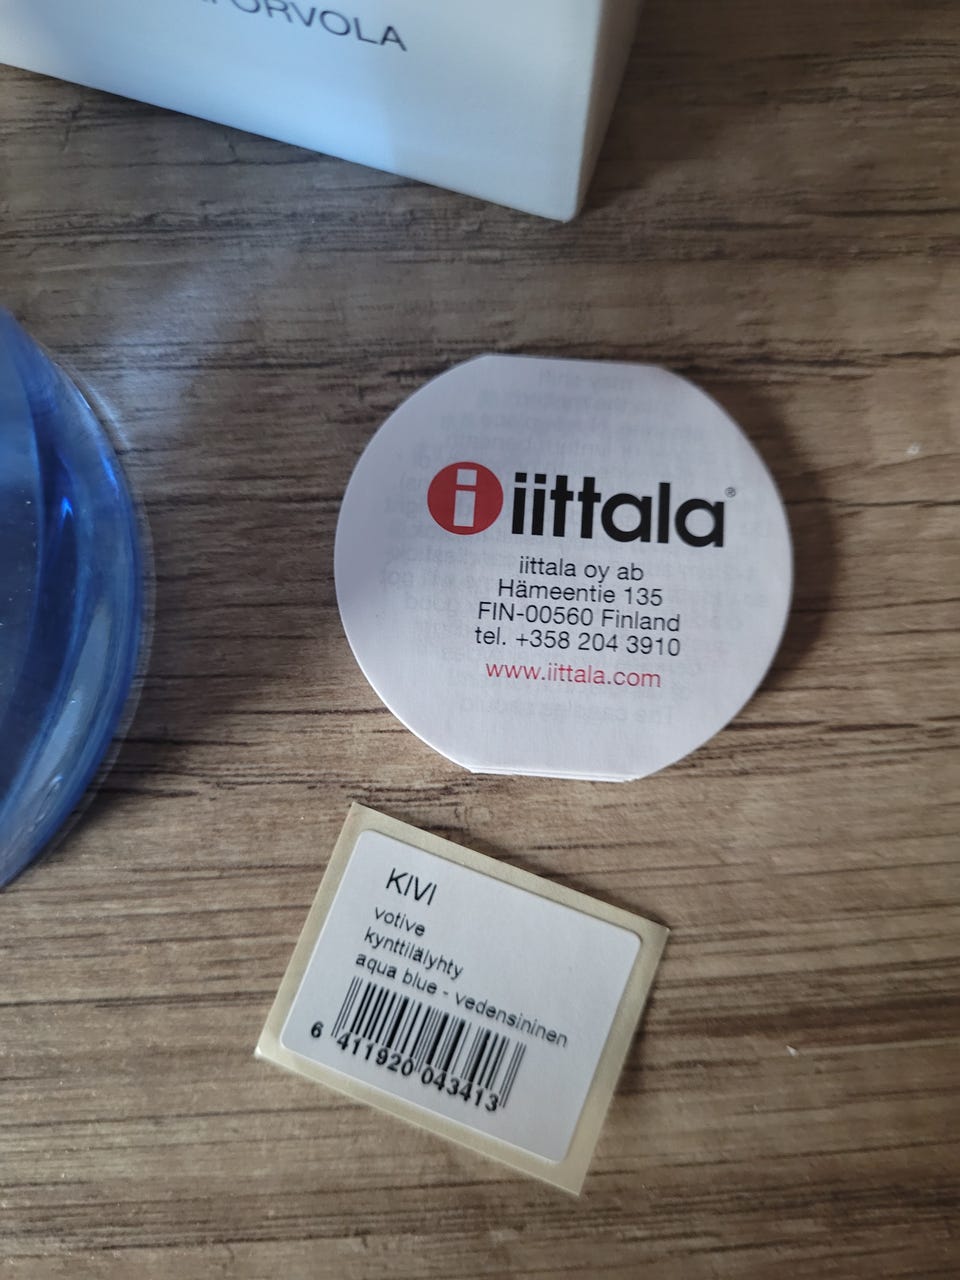 iittala®
iittala oy ab
Hämeentie 135
FIN-00560 Finland
tel. +358 204 3910
www.iittala.com
KIVI
votive
kynttilälyhty
aqua blue - vedensininen
6 411920 043413